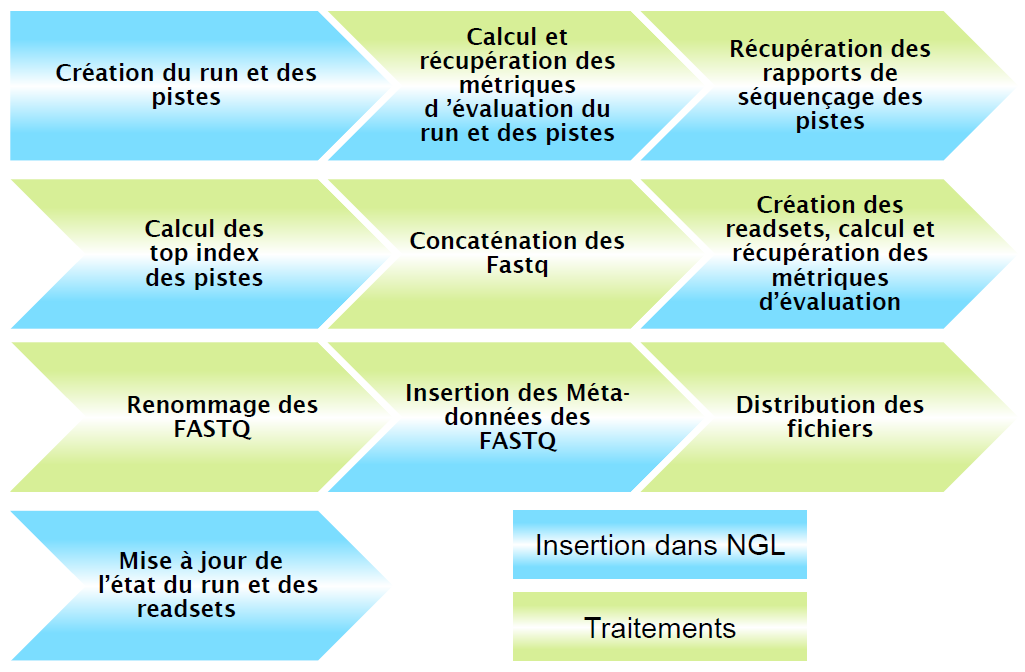 Création du run et des
pistes
Calcul et
récupération des
métriques
d ’évaluation du
run et des pistes
Récupération des
rapports de
séquençage des
pistes
Calcul des
top index
des pistes
Concaténation des
Fastq
Création des
readsets, calcul et
récupération des
métriques
d’évaluation
Renommage des
FASTQ
Insertion des Méta-
données des
FASTQ
Distribution des
fichiers
Mise à jour de
l’état du run et des
readsets
Insertion dans NGL
Traitements